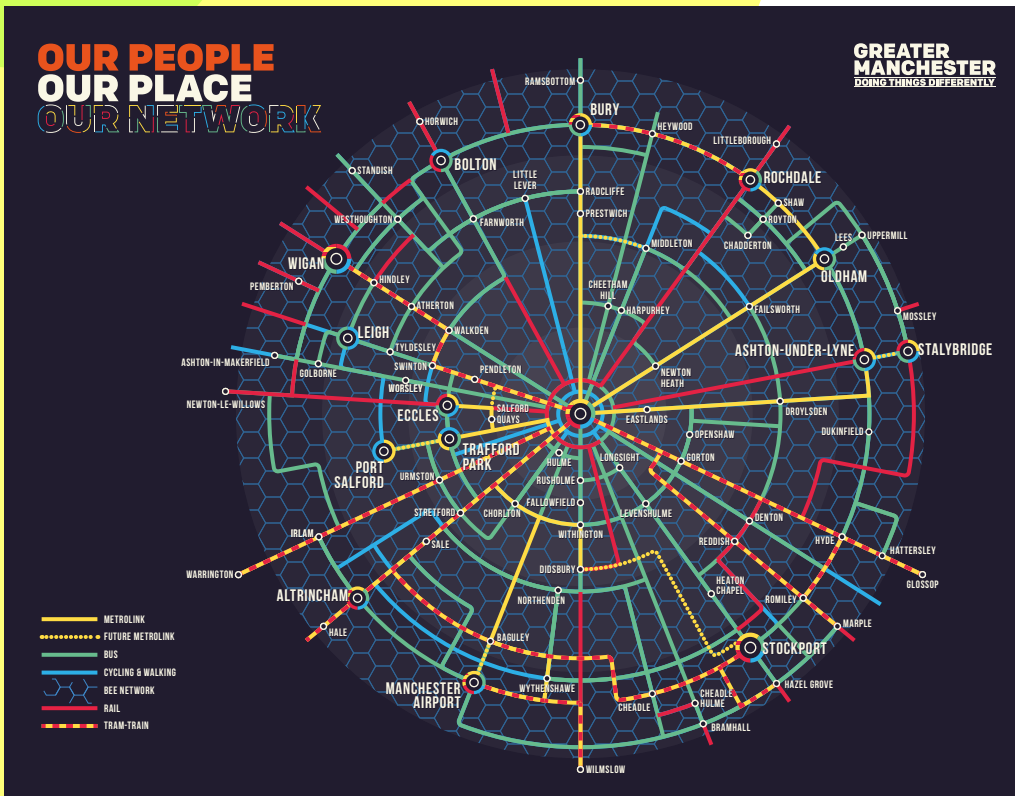 OUR PEOPLE
OUR PLACE
OUR NETWORK
GREATER
MANCHESTER
DOING THINGS DIFFERENTLY
RAMSBOTTOM
BURY
HEYWOOD
HORWICH
LITTLEBOROUGH
BOLTON
STANDISH
LITTLE
LEVER
ROCHDALE
RADCLIFFE
SHAW
PRESTWICH
WESTHOUGHTON
FARNWORTH
ROYTON
MIDDLETON
CHADDERTON
LEES
UPPERMILL
WIGAN
OLDHAM
PEMBERTON
HINDLEY
CHEETHAM
HILL
ATHERTON
HARPURHEY
FAILSWORTH
MOSSLEY
LEIGH
WALKDEN
TYLDESLEY
ASHTON-UNDER-LYNE
STALYBRIDGE
ASHTON-IN-MAKERFIELD
GOLBORNE
SWINTON
PENDLETON
NEWTON
HEATH
WORSLEY
NEWTON-LE-WILLOWS
ECCLES
SALFORD
QUAYS
EASTLANDS
DROYLSDEN
OPENSHAW
DUKINFIELD
TRAFFORD
PARK
PORT
SALFORD
HULME
LONGSIGHT
GORTON
URMSTON
RUSHOLME
STRETFORD
CHORLTON
FALLOWFIELD
LEVENSHULME
DENTON
IRLAM
SALE
WITHINGTON
REDDISH
HYDE
HATTERSLEY
WARRINGTON
DIDSBURY
GLOSSOP
ALTRINCHAM
NORTHENDEN
HEATON
CHAPEL
ROMILEY
METROLINK
FUTURE METROLINK
BUS
CYCLING & WALKING
BEE NETWORK
RAIL
TRAM-TRAIN
HALE
BAGULEY
MARPLE
STOCKPORT
MANCHESTER
AIRPORT
WYTHENSHAWE
CHEADLE
CHEADLE
HULME
HAZEL GROVE
BRAMHALL
WILMSLOW